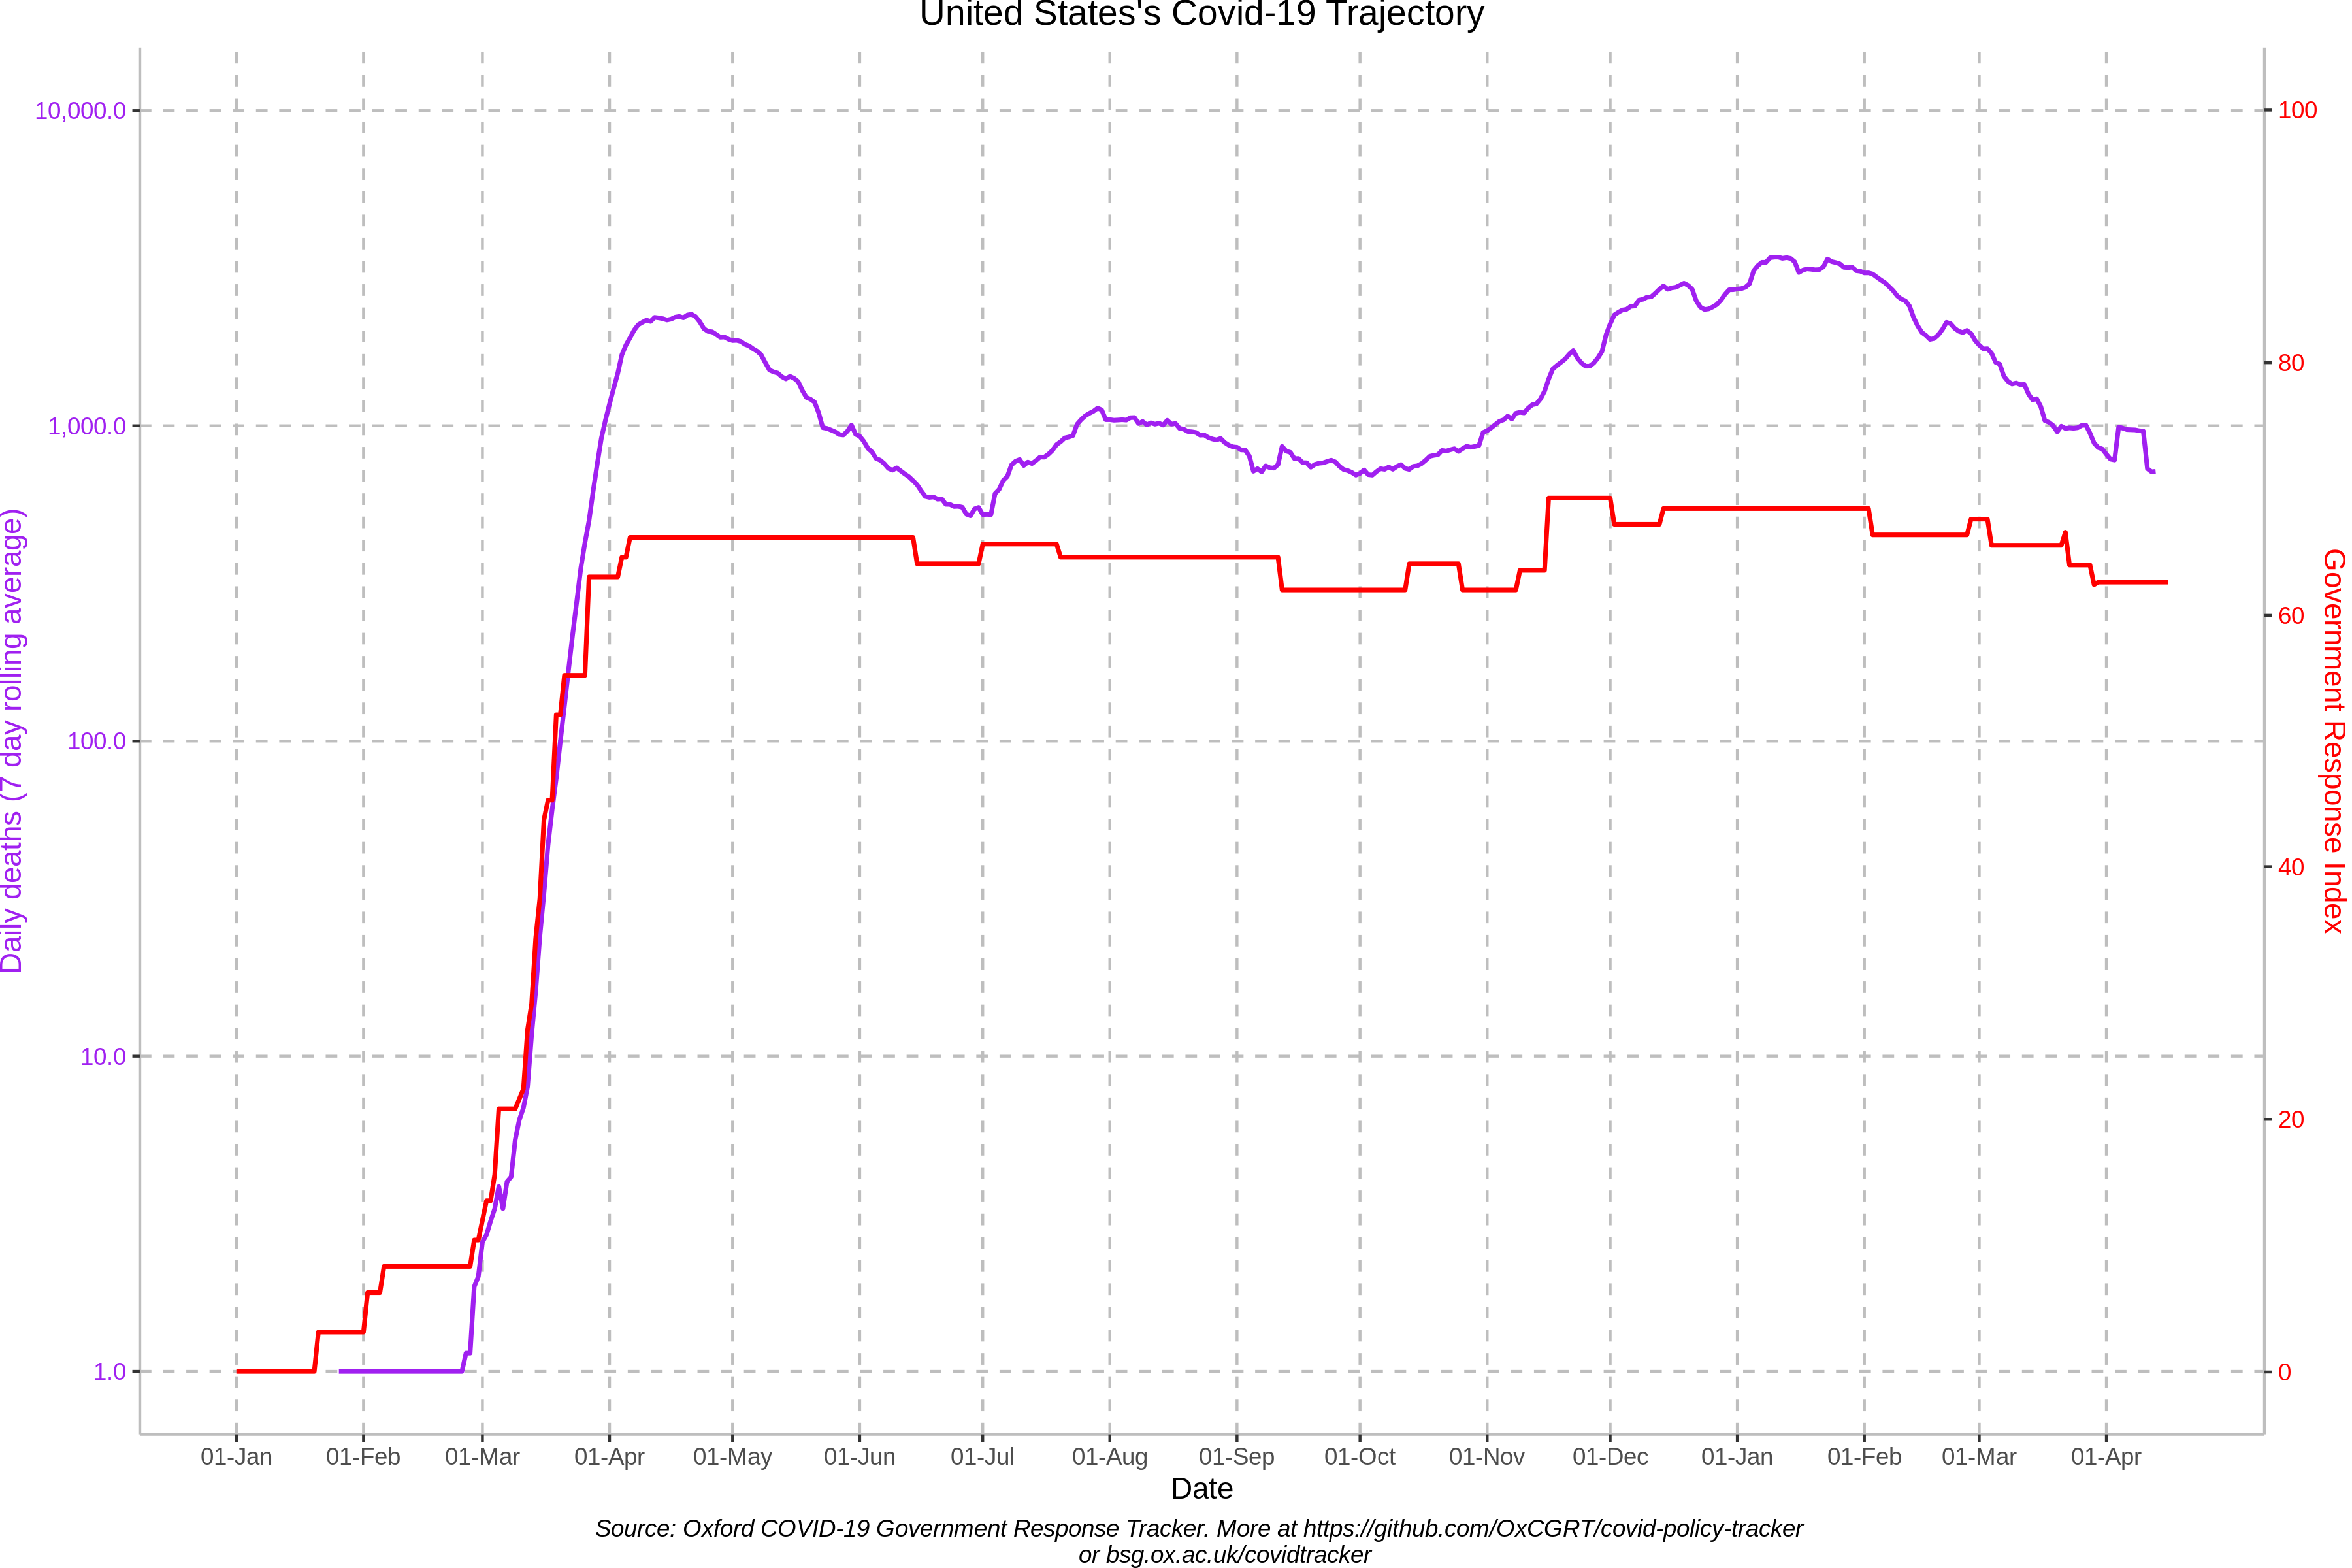 United States's Covid-19 Trajectory
10,000.0
1,000.0
100.0
10.0
1.0
Daily deaths (7 day rolling average)
100
80
60
40
20
0
Government Response Index
01-Jan 01-Feb 01-Mar 01-Apr 01-May 01-Jun 01-Jul 01-Aug 01-Sep 01-Oct 01-Nov 01-Dec 01-Jan 01-Feb 01-Mar 01-Apr
Date
Source: Oxford COVID-19 Government Response Tracker. More at https://github.com/OxCGRT/covid-policy-tracker
or bsg.ox.ac.uk/covidtracker